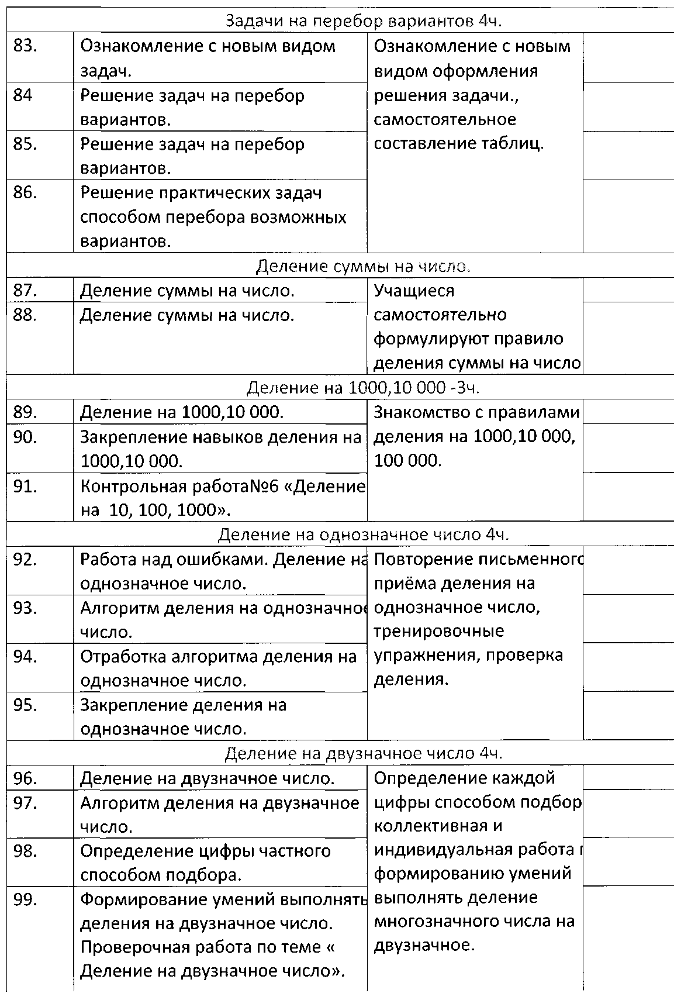 Задачи на перебор вариантов 4ч.
83.
Ознакомление с новым видом
задач.
Ознакомление с новым
видом оформления
решения задачи.,
самостоятельное
составление таблиц.
84
Решение задач на перебор
вариантов.
85.
Решение задач на перебор
вариантов.
86.
Решение практических задач
способом перебора возможных
вариантов.
Деление суммы на число.
87.
Деление суммы на число.
Учащиеся
самостоятельно
формулируют правило
деления суммы на число
88.
Деление суммы на число.
Деление на 1000,10 000 -3ч.
89.
Деление на 1000,10 000.
Знакомство с правилами
деления на 1000,10 000,
100 000.
90.
Закрепление навыков деления на
1000,10 000.
91.
Контрольная работа№6 «Деление
на  10, 100, 1000».
Деление на однозначное число 4ч.
92.
Работа над ошибками. Деление на
однозначное число.
Повторение письменного
приёма деления на
однозначное число,
тренировочные
упражнения, проверка
деления.
93.
Алгоритм деления на однозначное
число.
94.
Отработка алгоритма деления на
однозначное число.
95.
Закрепление деления на
однозначное число.
Деление на двузначное число 4ч.
96.
Деление на двузначное число.
Определение каждой
цифры способом подбор
коллективная и
индивидуальная работа
формированию умений
выполнять деление
многозначного числа на
двузначное.
97.
Алгоритм деления на двузначное
число.
98.
Определение цифры частного
способом подбора.
99.
Формирование умений выполнять
деления на двузначное число.
Проверочная работа по теме «
Деление на двузначное число».